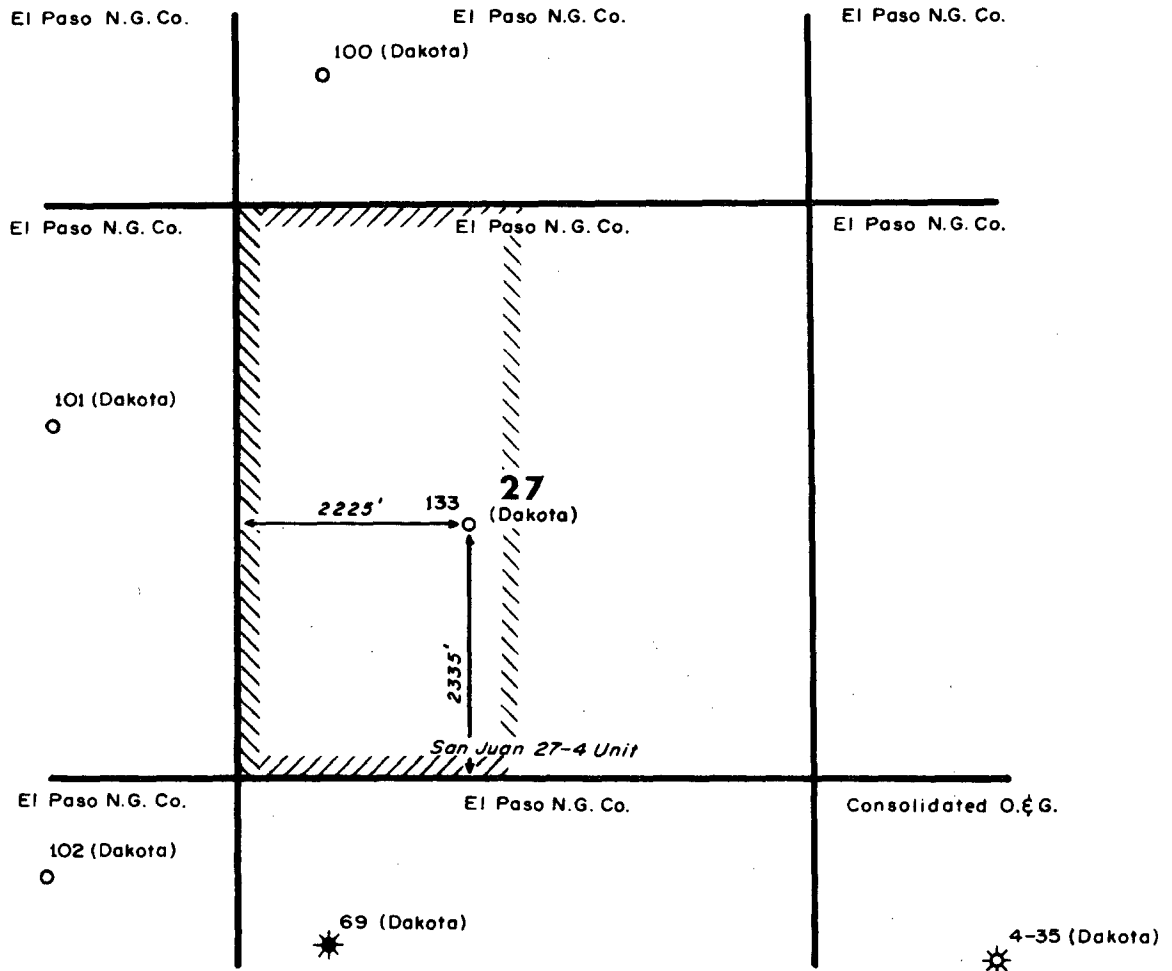 El Paso N.G. Co.
El Paso N.G. Co.
El Paso N.G. Co.
100 (Dakota)
El Paso N.G. Co.
El Paso N.G. Co.
El Paso N.G. Co.
101 (Dakota)
27
2225'
133
(Dakota)
2335'
San Juan 27-4 Unit
El Paso N.G. Co.
El Paso N.G. Co.
Consolidated O.&G.
102 (Dakota)
69 (Dakota)
4-35 (Dakota)